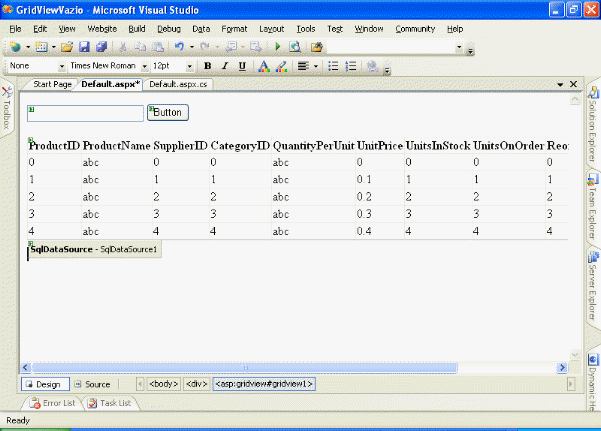 GridViewVazio - Microsoft Visual Studio
File Edit View Website Build Debug Data Format Layout Tools Test Window Community Help
None Times New Roman 12pt B I U A
Start Page Default.aspx* Default.aspx.cs
Toolbox
Button
ProductID ProductName SupplierID CategoryID QuantityPerUnit UnitPrice UnitsInStock UnitsOnOrder Reor
0 abc 0 0 abc 0 0 0 0
1 abc 1 1 abc 0.1 1 1 1
2 abc 2 2 abc 0.2 2 2 2
3 abc 3 3 abc 0.3 3 3 3
4 abc 4 4 abc 0.4 4 4 4
SqlDataSource - SqlDataSource1
Solution Explorer
Team Explorer
Server Explorer
Dynamic He
Design Source <body> <div> <asp:gridview#gridview1>
Error List Task List
Ready